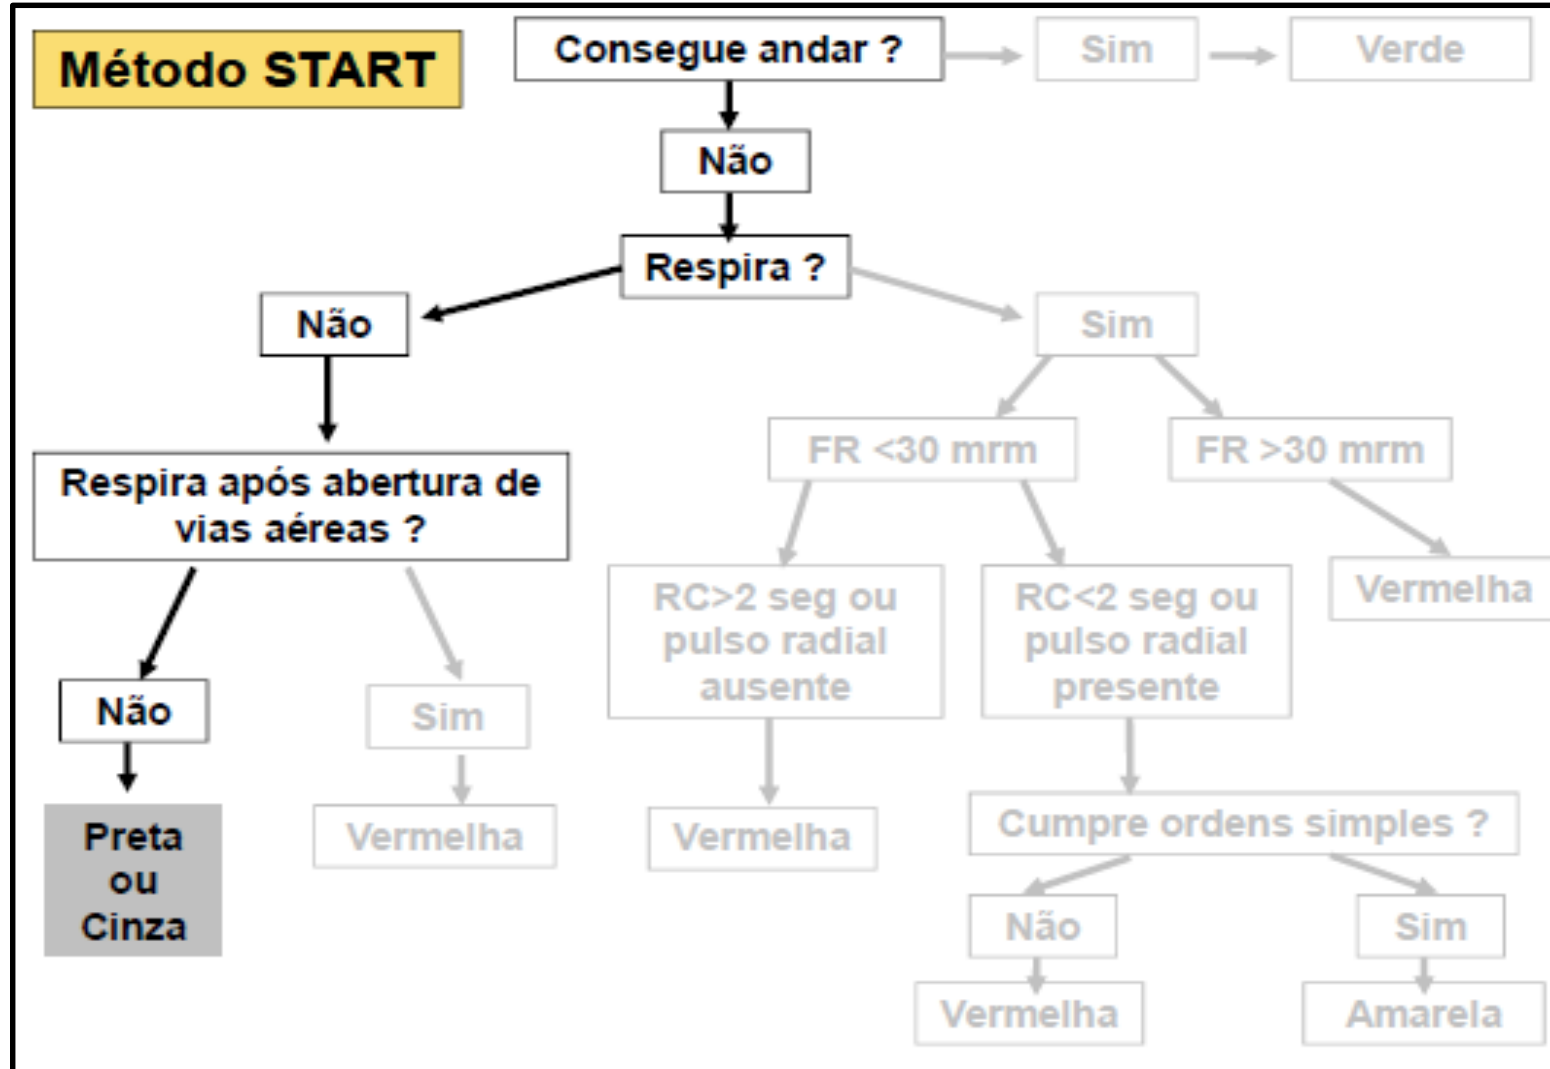 Método START
Consegue andar ?
Sim
Verde
Não
Respira ?
Não
Sim
FR <30 mrm
FR >30 mrm
Respira após abertura de
vias aéreas ?
RC>2 seg ou
pulso radial
ausente
RC<2 seg ou
pulso radial
presente
Vermelha
Não
Sim
Preta
ou
Cinza
Vermelha
Vermelha
Cumpre ordens simples ?
Não
Sim
Vermelha
Amarela